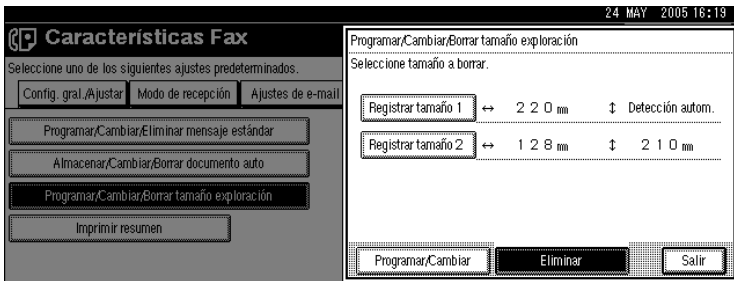 24 MAY 2005 16:19
Características Fax
Seleccione uno de los siguientes ajustes predeterminados.
Config. gral./Ajustar Modo de recepción Ajustes de e-mail
Programar/Cambiar/Eliminar mensaje estándar
Almacenar/Cambiar/Borrar documento auto
Programar/Cambiar/Borrar tamaño exploración
Imprimir resumen
Programar/Cambiar/Borrar tamaño exploración
Seleccione tamaño a borrar.
Registrar tamaño 1 ↔ 220 mm ↕ Detección autom.
Registrar tamaño 2 ↔ 128 mm ↕ 210 mm
Programar/Cambiar Eliminar Salir